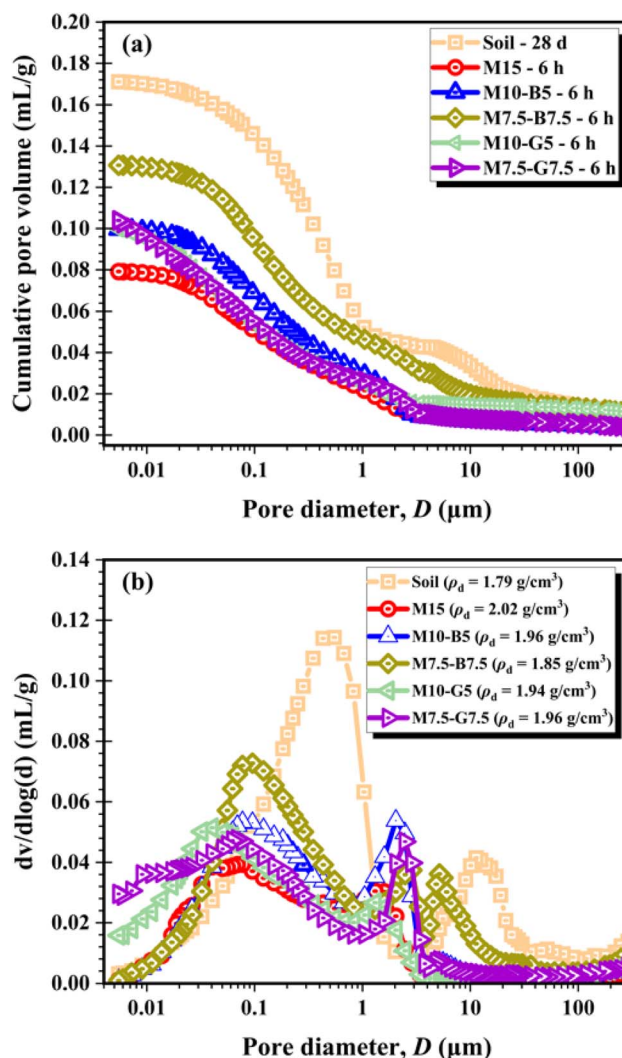 (a)
Soil - 28 d
M15 - 6 h
M10-B5 - 6 h
M7.5-B7.5 - 6 h
M10-G5 - 6 h
M7.5-G7.5 - 6 h
Cumulative pore volume (mL/g)
0.20
0.18
0.16
0.14
0.12
0.10
0.08
0.06
0.04
0.02
0.00
0.01 0.1 1 10 100
Pore diameter, D (μm)
(b)
Soil (ρd = 1.79 g/cm³)
M15 (ρd = 2.02 g/cm³)
M10-B5 (ρd = 1.96 g/cm³)
M7.5-B7.5 (ρd = 1.85 g/cm³)
M10-G5 (ρd = 1.94 g/cm³)
M7.5-G7.5 (ρd = 1.96 g/cm³)
dv/dlog(d) (mL/g)
0.14
0.12
0.10
0.08
0.06
0.04
0.02
0.00
0.01 0.1 1 10 100
Pore diameter, D (μm)